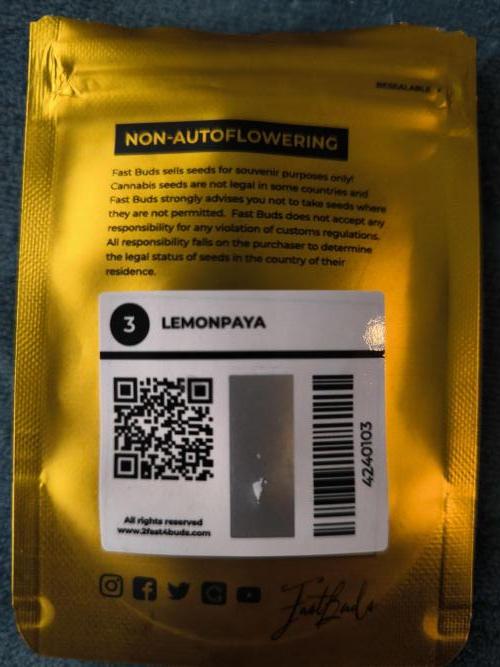 RESEALABLE
NON-AUTOFLOWERING
Fast Buds sells seeds for souvenir purposes only!
Cannabis seeds are not legal in some countries and
Fast Buds strongly advises you not to take seeds where
they are not permitted. Fast Buds does not accept any
responsibility for any violation of customs regulations.
All responsibility falls on the purchaser to determine
the legal status of seeds in the country of their
residence.
3 LEMONPAYA
4240103
All rights reserved
www.2fast4buds.com
FastBuds